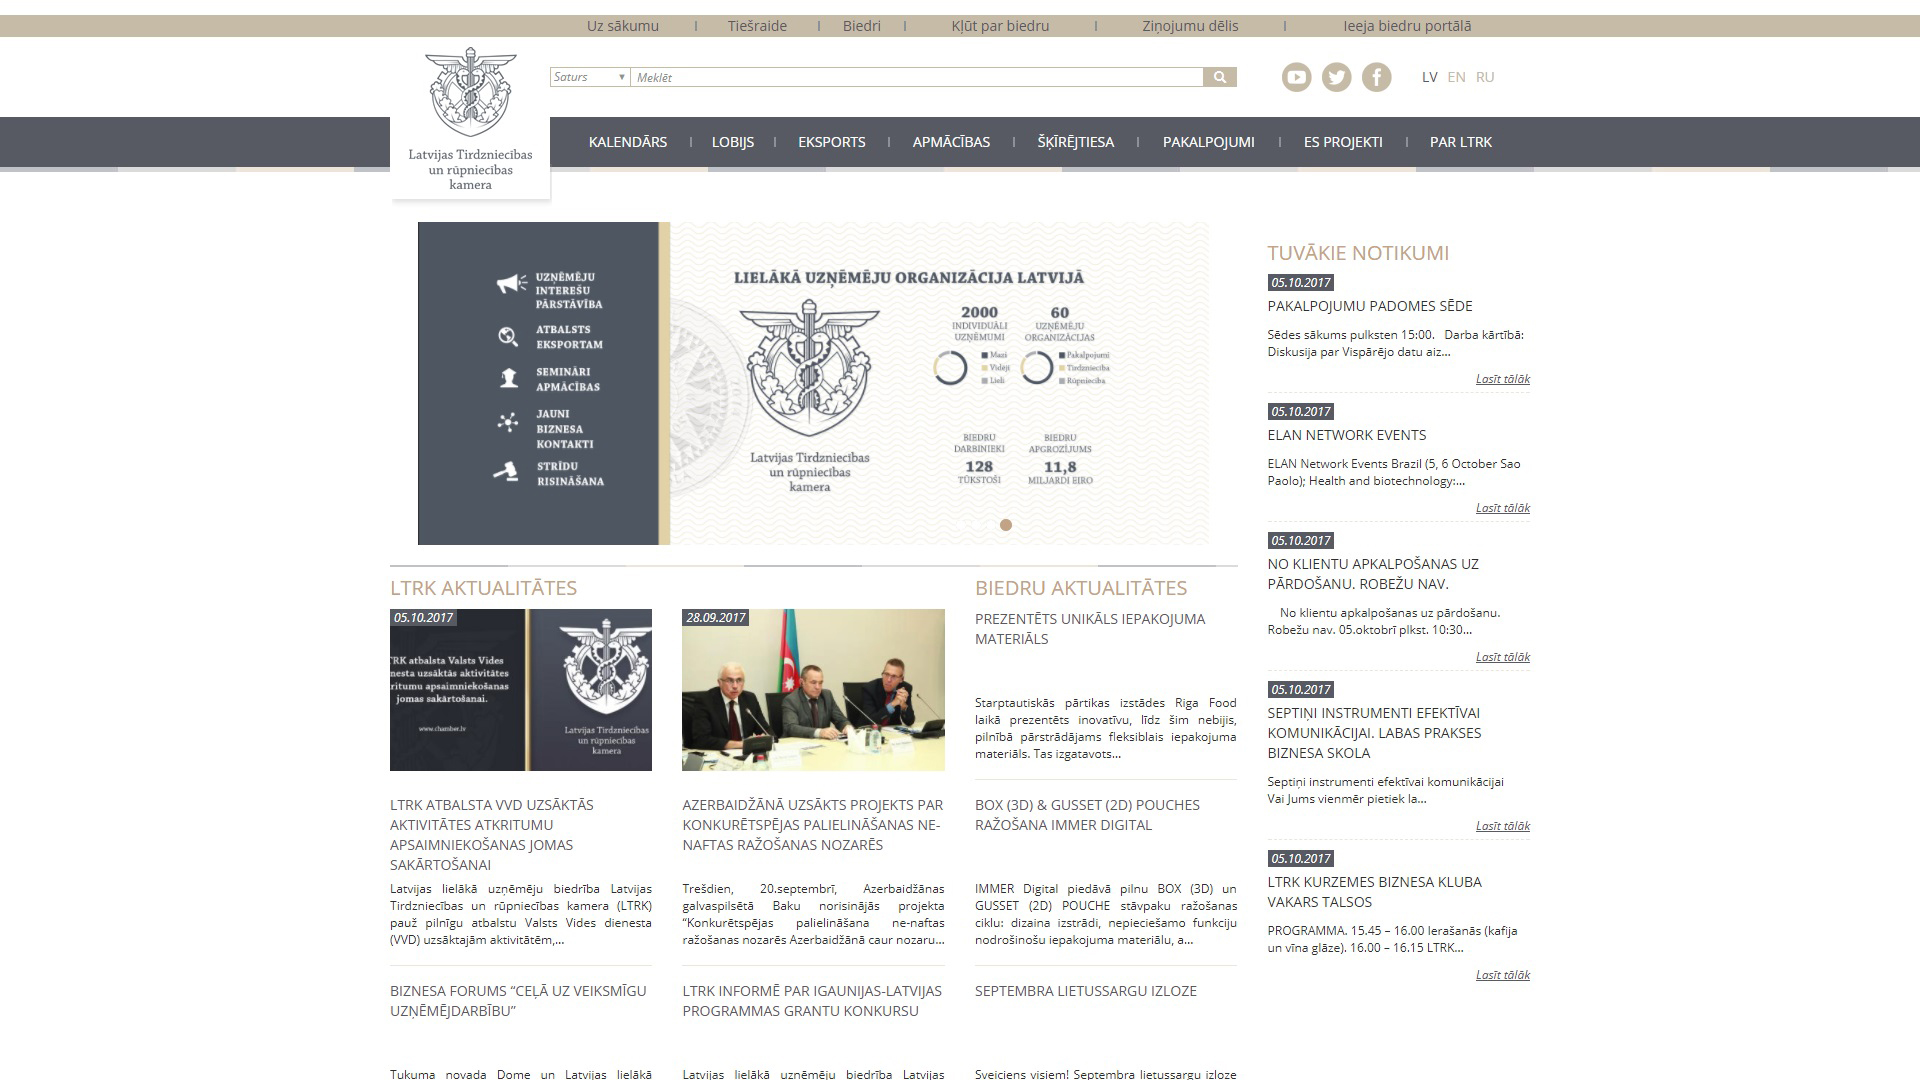 Uz sākumu | Tiešraide | Biedri | Kļūt par biedru | Ziņojumu dēlis | Ieeja biedru portālā
Saturs ▼ Meklēt
LV EN RU
Latvijas Tirdzniecības
un rūpniecības
kamera
KALENDĀRS | LOBIJS | EKSPORTS | APMĀCĪBAS | ŠĶĪRĒJTIESA | PAKALPOJUMI | ES PROJEKTI | PAR LTRK
UZŅĒMĒJU
INTEREŠU
PĀRSTĀVĪBA
ATBALSTS
EKSPORTAM
SEMINĀRI
APMĀCĪBAS
JAUNI
BIZNESA
KONTAKTI
STRĪDU
RISINĀŠANA
LIELĀKĀ UZŅĒMĒJU ORGANIZĀCIJA LATVIJĀ
Latvijas Tirdzniecības
un rūpniecības
kamera
2000
INDIVIDUĀLI
UZŅĒMUMI
Mazi
Vidēji
Lieli
60
UZŅĒMĒJU
ORGANIZĀCIJAS
Pakalpojumi
Tirdzniecība
Rūpniecība
BIEDRU
DARBINIEKI
128
TŪKSTOŠI
BIEDRU
APGROZĪJUMS
11,8
MILJARDI EIRO
LTRK AKTUALITĀTES
05.10.2017
TRK atbalsta Valsts Vides
nesta uzsāktās aktivitātes
ritumu apsaimniekošanas
jomas sakārtošanai.
www.chamber.lv
Latvijas Tirdzniecības
un rūpniecības
kamera
LTRK ATBALSTA VVD UZSĀKTĀS
AKTIVITĀTES ATKRITUMU
APSAIMNIEKOŠANAS JOMAS
SAKĀRTOŠANAI
Latvijas lielākā uzņēmēju biedrība Latvijas
Tirdzniecības un rūpniecības kamera (LTRK)
pauž pilnīgu atbalstu Valsts Vides dienesta
(VVD) uzsāktajām aktivitātēm,...
BIZNESA FORUMS “CEĻĀ UZ VEIKSMĪGU
UZŅĒMĒJDARBĪBU”
Tukuma novada Dome un Latvijas lielākā
28.09.2017
AZERBAIDŽĀNĀ UZSĀKTS PROJEKTS PAR
KONKURĒTSPĒJAS PALIELINĀŠANAS NE-
NAFTAS RAŽOŠANAS NOZARĒS
Trešdien, 20.septembrī, Azerbaidžānas
galvaspilsētā Baku norisinājās projekta
“Konkurētspējas palielināšana ne-naftas
ražošanas nozarēs Azerbaidžānā caur nozaru...
LTRK INFORMĒ PAR IGAUNIJAS-LATVIJAS
PROGRAMMAS GRANTU KONKURSU
Latvijas lielākā uzņēmēju biedrība Latvijas
BIEDRU AKTUALITĀTES
PREZENTĒTS UNIKĀLS IEPAKOJUMA
MATERIĀLS
Starptautiskās pārtikas izstādes Riga Food
laikā prezentēts inovatīvu, līdz šim nebijis,
pilnībā pārstrādājams fleksiblais iepakojuma
materiāls. Tas izgatavots...
BOX (3D) & GUSSET (2D) POUCHES
RAŽOŠANA IMMER DIGITAL
IMMER Digital piedāvā pilnu BOX (3D) un
GUSSET (2D) POUCHE stāvpaku ražošanas
ciklu: dizaina izstrādi, nepieciešamo funkciju
nodrošinošu iepakojuma materiālu, a...
SEPTEMBRA LIETUSSARGU IZLOZE
Sveiciens visiem! Septembra lietussargu izloze
TUVĀKIE NOTIKUMI
05.10.2017
PAKALPOJUMU PADOMES SĒDE
Sēdes sākums pulksten 15:00. Darba kārtībā:
Diskusija par Vispārējo datu aiz...
Lasīt tālāk
05.10.2017
ELAN NETWORK EVENTS
ELAN Network Events Brazil (5, 6 October Sao
Paolo); Health and biotechnology:...
Lasīt tālāk
05.10.2017
NO KLIENTU APKALPOŠANAS UZ
PĀRDOŠANU. ROBEŽU NAV.
No klientu apkalpošanas uz pārdošanu.
Robežu nav. 05.oktobrī plkst. 10:30...
Lasīt tālāk
05.10.2017
SEPTIŅI INSTRUMENTI EFEKTĪVAI
KOMUNIKĀCIJAI. LABAS PRAKSES
BIZNESA SKOLA
Septiņi instrumenti efektīvai komunikācijai
Vai Jums vienmēr pietiek la...
Lasīt tālāk
05.10.2017
LTRK KURZEMES BIZNESA KLUBA
VAKARS TALSOS
PROGRAMMA. 15.45 – 16.00 Ierašanās (kafija
un vīna glāze). 16.00 – 16.15 LTRK...
Lasīt tālāk